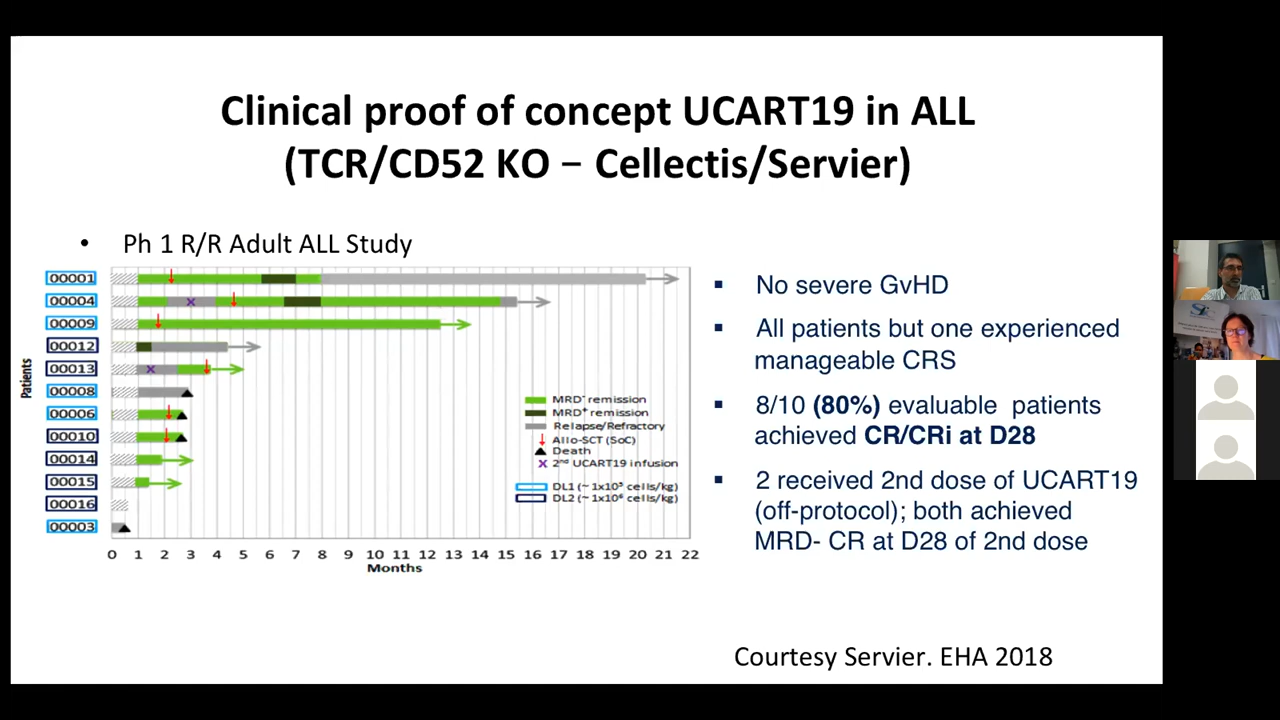 Clinical proof of concept UCART19 in ALL
(TCR/CD52 KO – Cellectis/Servier)
• Ph 1 R/R Adult ALL Study
Patients
00001
00004
00009
00012
00013
00008
00006
00010
00014
00015
00016
00003
MRD- remission
MRD+ remission
Relapse/Refractory
Allo-SCT (SoC)
Death
2nd UCART19 infusion
DL1 (~ 1x10⁵ cells/kg)
DL2 (~ 1x10⁶ cells/kg)
0 1 2 3 4 5 6 7 8 9 10 11 12 13 14 15 16 17 18 19 20 21 22
Months
▪ No severe GvHD
▪ All patients but one experienced
manageable CRS
▪ 8/10 (80%) evaluable patients
achieved CR/CRi at D28
▪ 2 received 2nd dose of UCART19
(off-protocol); both achieved
MRD- CR at D28 of 2nd dose
Courtesy Servier. EHA 2018